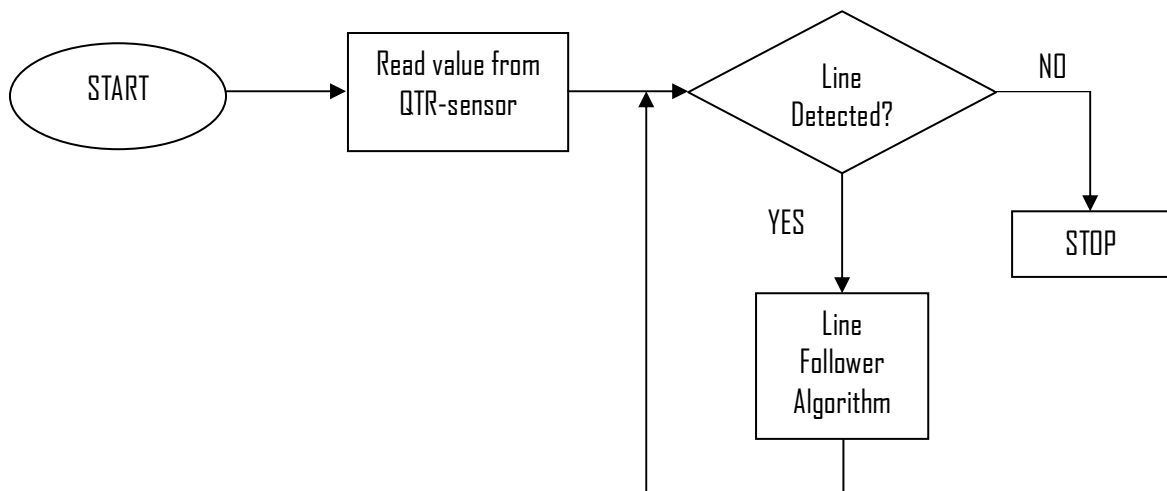 START
Read value from
QTR-sensor
Line
Detected?
NO
YES
STOP
Line
Follower
Algorithm